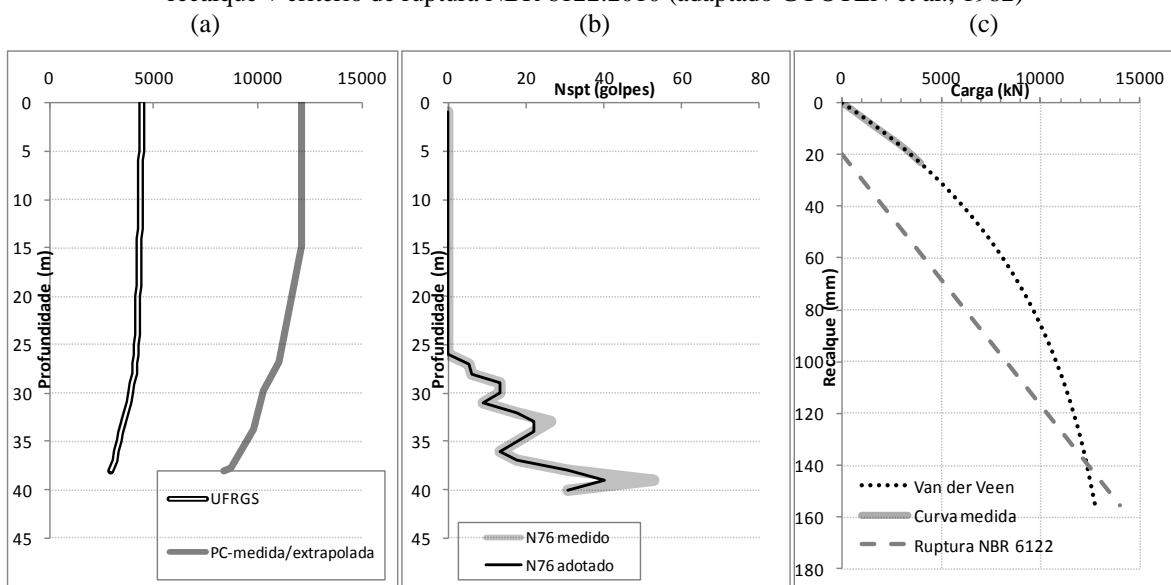 recalque + critério de ruptura NBR 6122:2010 (adaptado OTOTEN et al., 1982)
(a) (b) (c)
0 5000 10000 15000
0
5
10
15
20
25
30
35
40
45
Profundidade (m)
UFRGS
PC-medida/extrapolada
0 20 40 60 80
Nspt (golpes)
0
5
10
15
20
25
30
35
40
45
Profundidade (m)
N76 medido
N76 adotado
0 5000 10000 15000
Carga (kN)
0
20
40
60
80
100
120
140
160
180
Recalque (mm)
Van der Veen
Curva medida
Ruptura NBR 6122